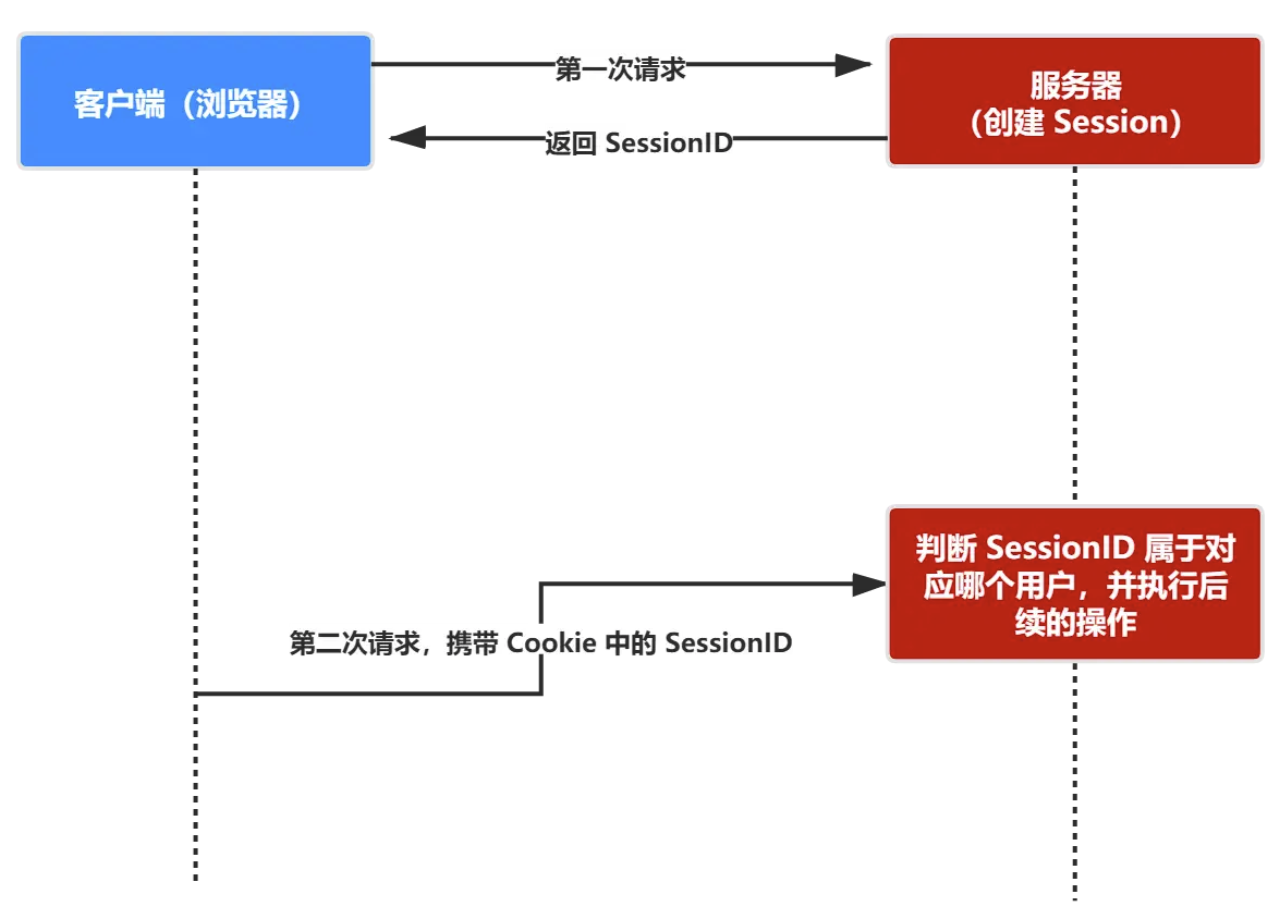 客户端（浏览器）
第一次请求
服务器
（创建 Session）
返回 SessionID
判断 SessionID 属于对
应哪个用户，并执行后
续的操作
第二次请求，携带 Cookie 中的 SessionID